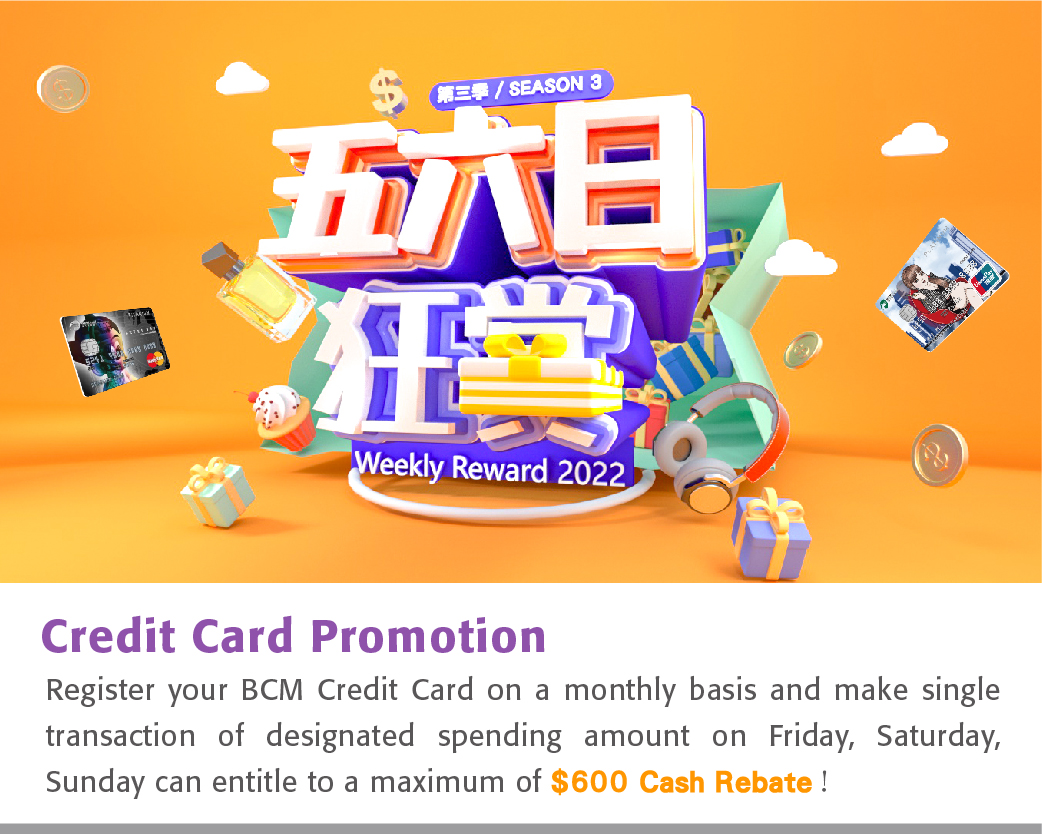 第三季 / SEASON 3
五六日
狂賞
Weekly Reward 2022
Credit Card Promotion
Register your BCM Credit Card on a monthly basis and make single
transaction of designated spending amount on Friday, Saturday,
Sunday can entitle to a maximum of $600 Cash Rebate !